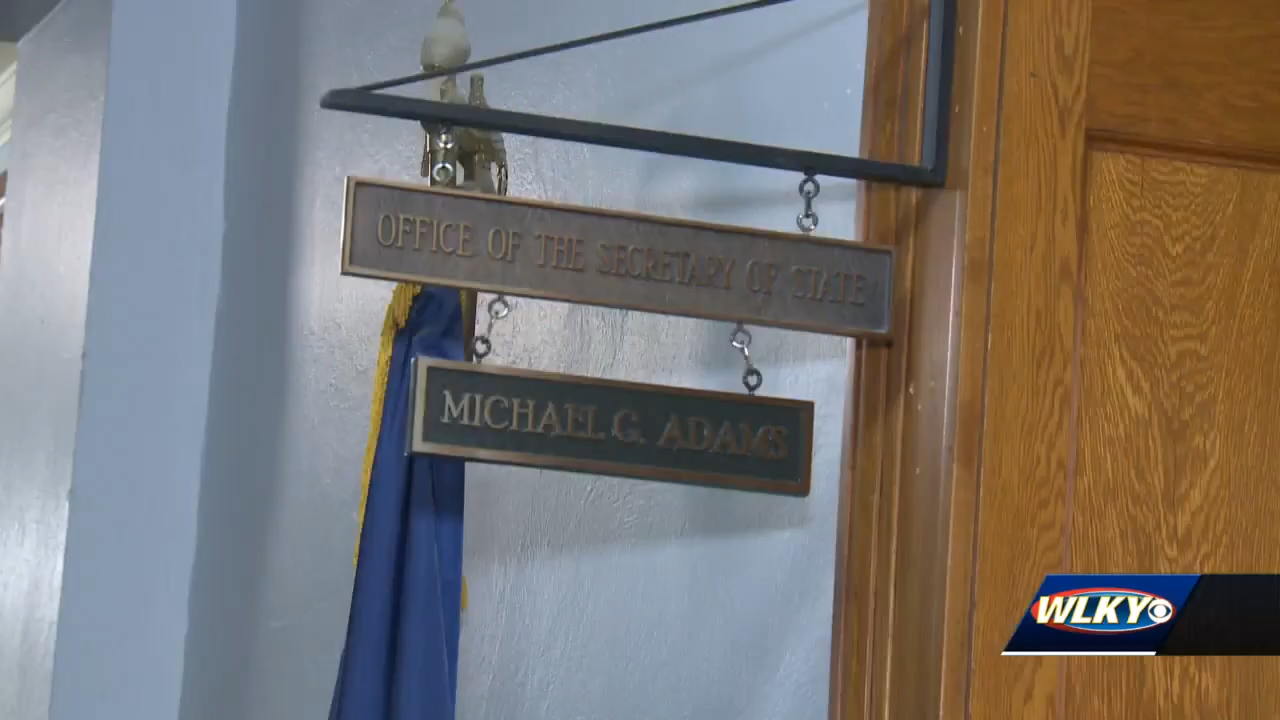 OFFICE OF THE SECRETARY OF STATE
MICHAEL G. ADAMS
WLKY